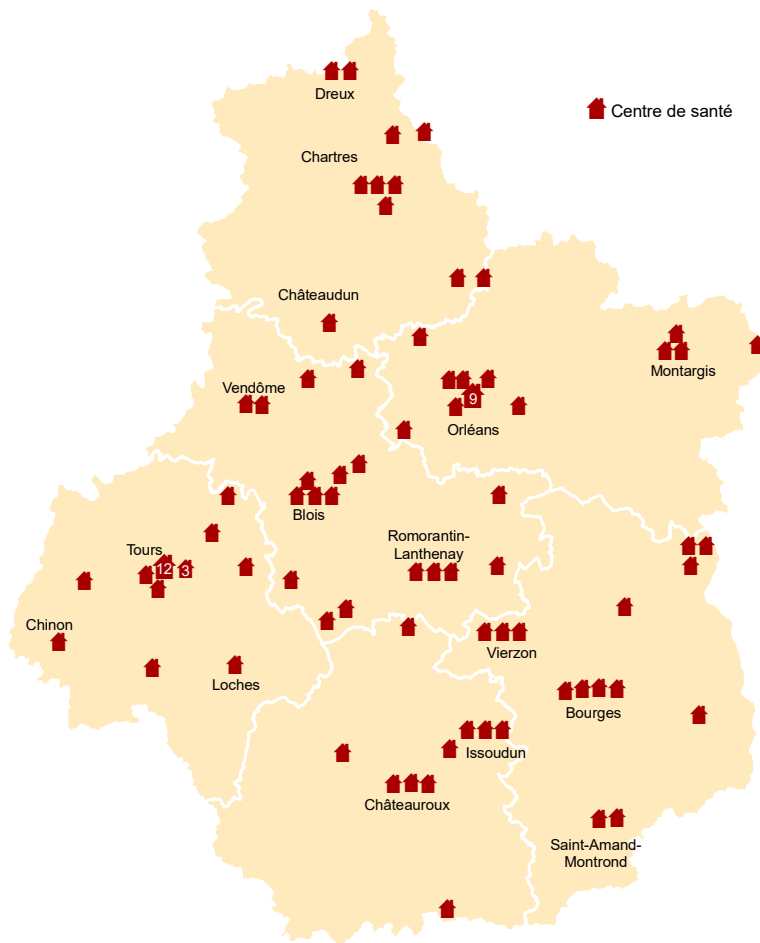 Dreux
Centre de santé
Chartres
Châteaudun
Montargis
Vendôme
9
Orléans
Blois
Romorantin-
Lanthenay
Tours
12
3
Chinon
Vierzon
Loches
Bourges
Issoudun
Châteauroux
Saint-Amand-
Montrond